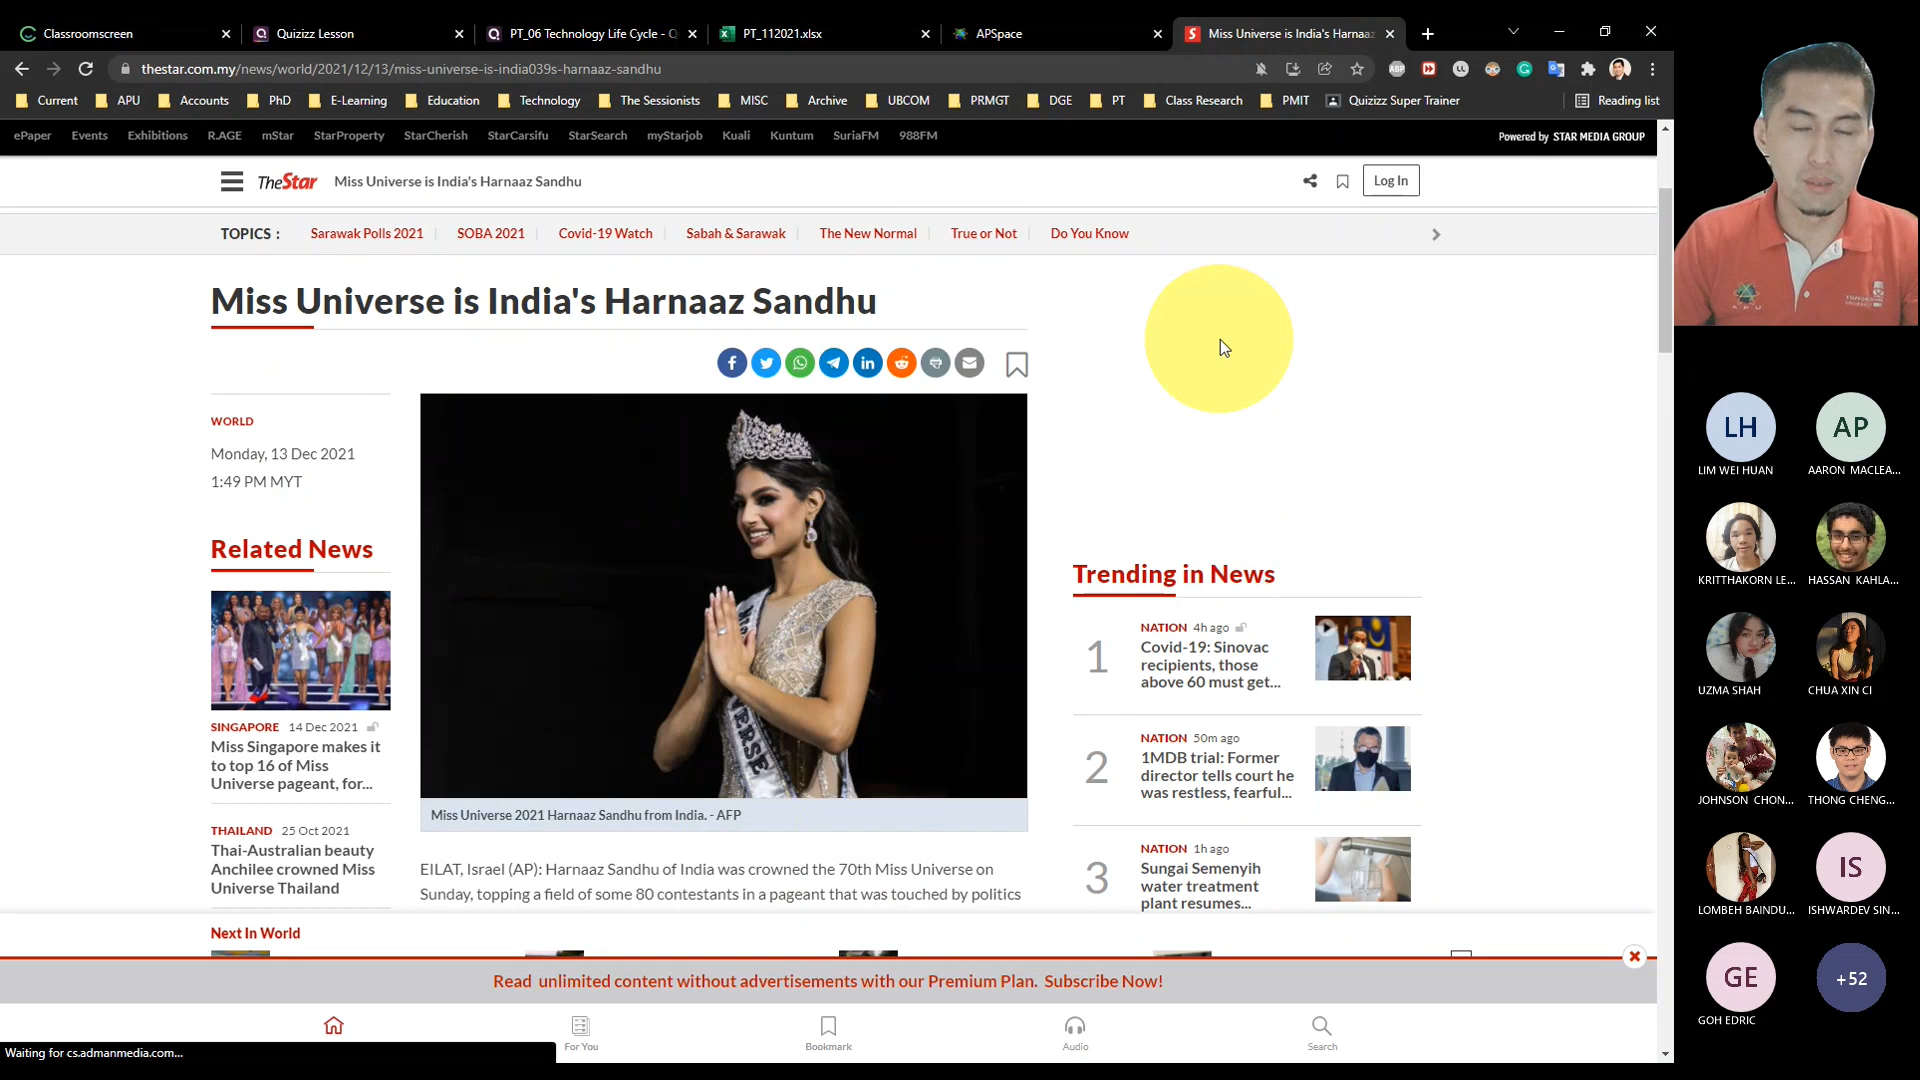 Classroomscreen
Quizizz Lesson
PT_06 Technology Life Cycle - Q
PT_112021.xlsx
APSpace
Miss Universe is India's Harnaaz
thestar.com.my/news/world/2021/12/13/miss-universe-is-india039s-harnaaz-sandhu
Current APU Accounts PhD E-Learning Education Technology The Sessionists MISC Archive UBCOM PRMGT DGE PT Class Research PMIT Quizizz Super Trainer Reading list
ePaper Events Exhibitions R.AGE mStar StarProperty StarCherish StarCarsifu StarSearch myStarjob Kuali Kuntum SuriaFM 988FM Powered by STAR MEDIA GROUP
TheStar Miss Universe is India's Harnaaz Sandhu Log In
TOPICS : Sarawak Polls 2021 SOBA 2021 Covid-19 Watch Sabah & Sarawak The New Normal True or Not Do You Know
Miss Universe is India's Harnaaz Sandhu
WORLD
Monday, 13 Dec 2021
1:49 PM MYT
Related News
SINGAPORE 14 Dec 2021
Miss Singapore makes it
to top 16 of Miss
Universe pageant, for...
THAILAND 25 Oct 2021
Thai-Australian beauty
Anchilee crowned Miss
Universe Thailand
Miss Universe 2021 Harnaaz Sandhu from India. - AFP
EILAT, Israel (AP): Harnaaz Sandhu of India was crowned the 70th Miss Universe on
Sunday, topping a field of some 80 contestants in a pageant that was touched by politics
Trending in News
1
NATION 4h ago
Covid-19: Sinovac
recipients, those
above 60 must get...
2
NATION 50m ago
1MDB trial: Former
director tells court he
was restless, fearful...
3
NATION 1h ago
Sungai Semenyih
water treatment
plant resumes...
Next In World
Read unlimited content without advertisements with our Premium Plan. Subscribe Now!
For You Bookmark Audio Search
Waiting for cs.admanmedia.com...
LH
LIM WEI HUAN
AP
AARON MACLEA...
KRITTHAKORN LE...
HASSAN KAHLA...
UZMA SHAH
CHUA XIN CI
JOHNSON CHON...
THONG CHENG...
LOMBEH BAINDU...
IS
ISHWARDEV SIN...
GE
GOH EDRIC
+52